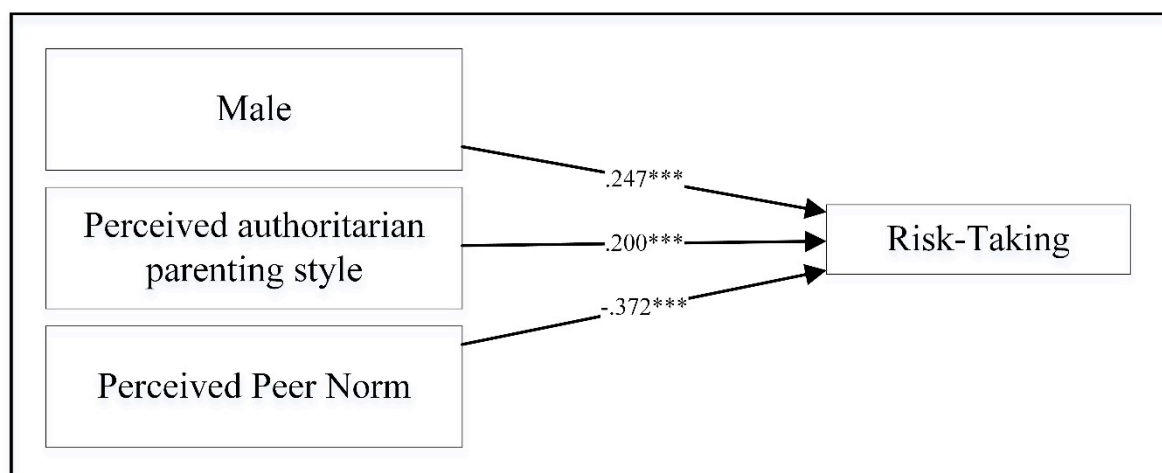 Male
.247***
Perceived authoritarian
parenting style
.200***
Risk-Taking
-.372***
Perceived Peer Norm